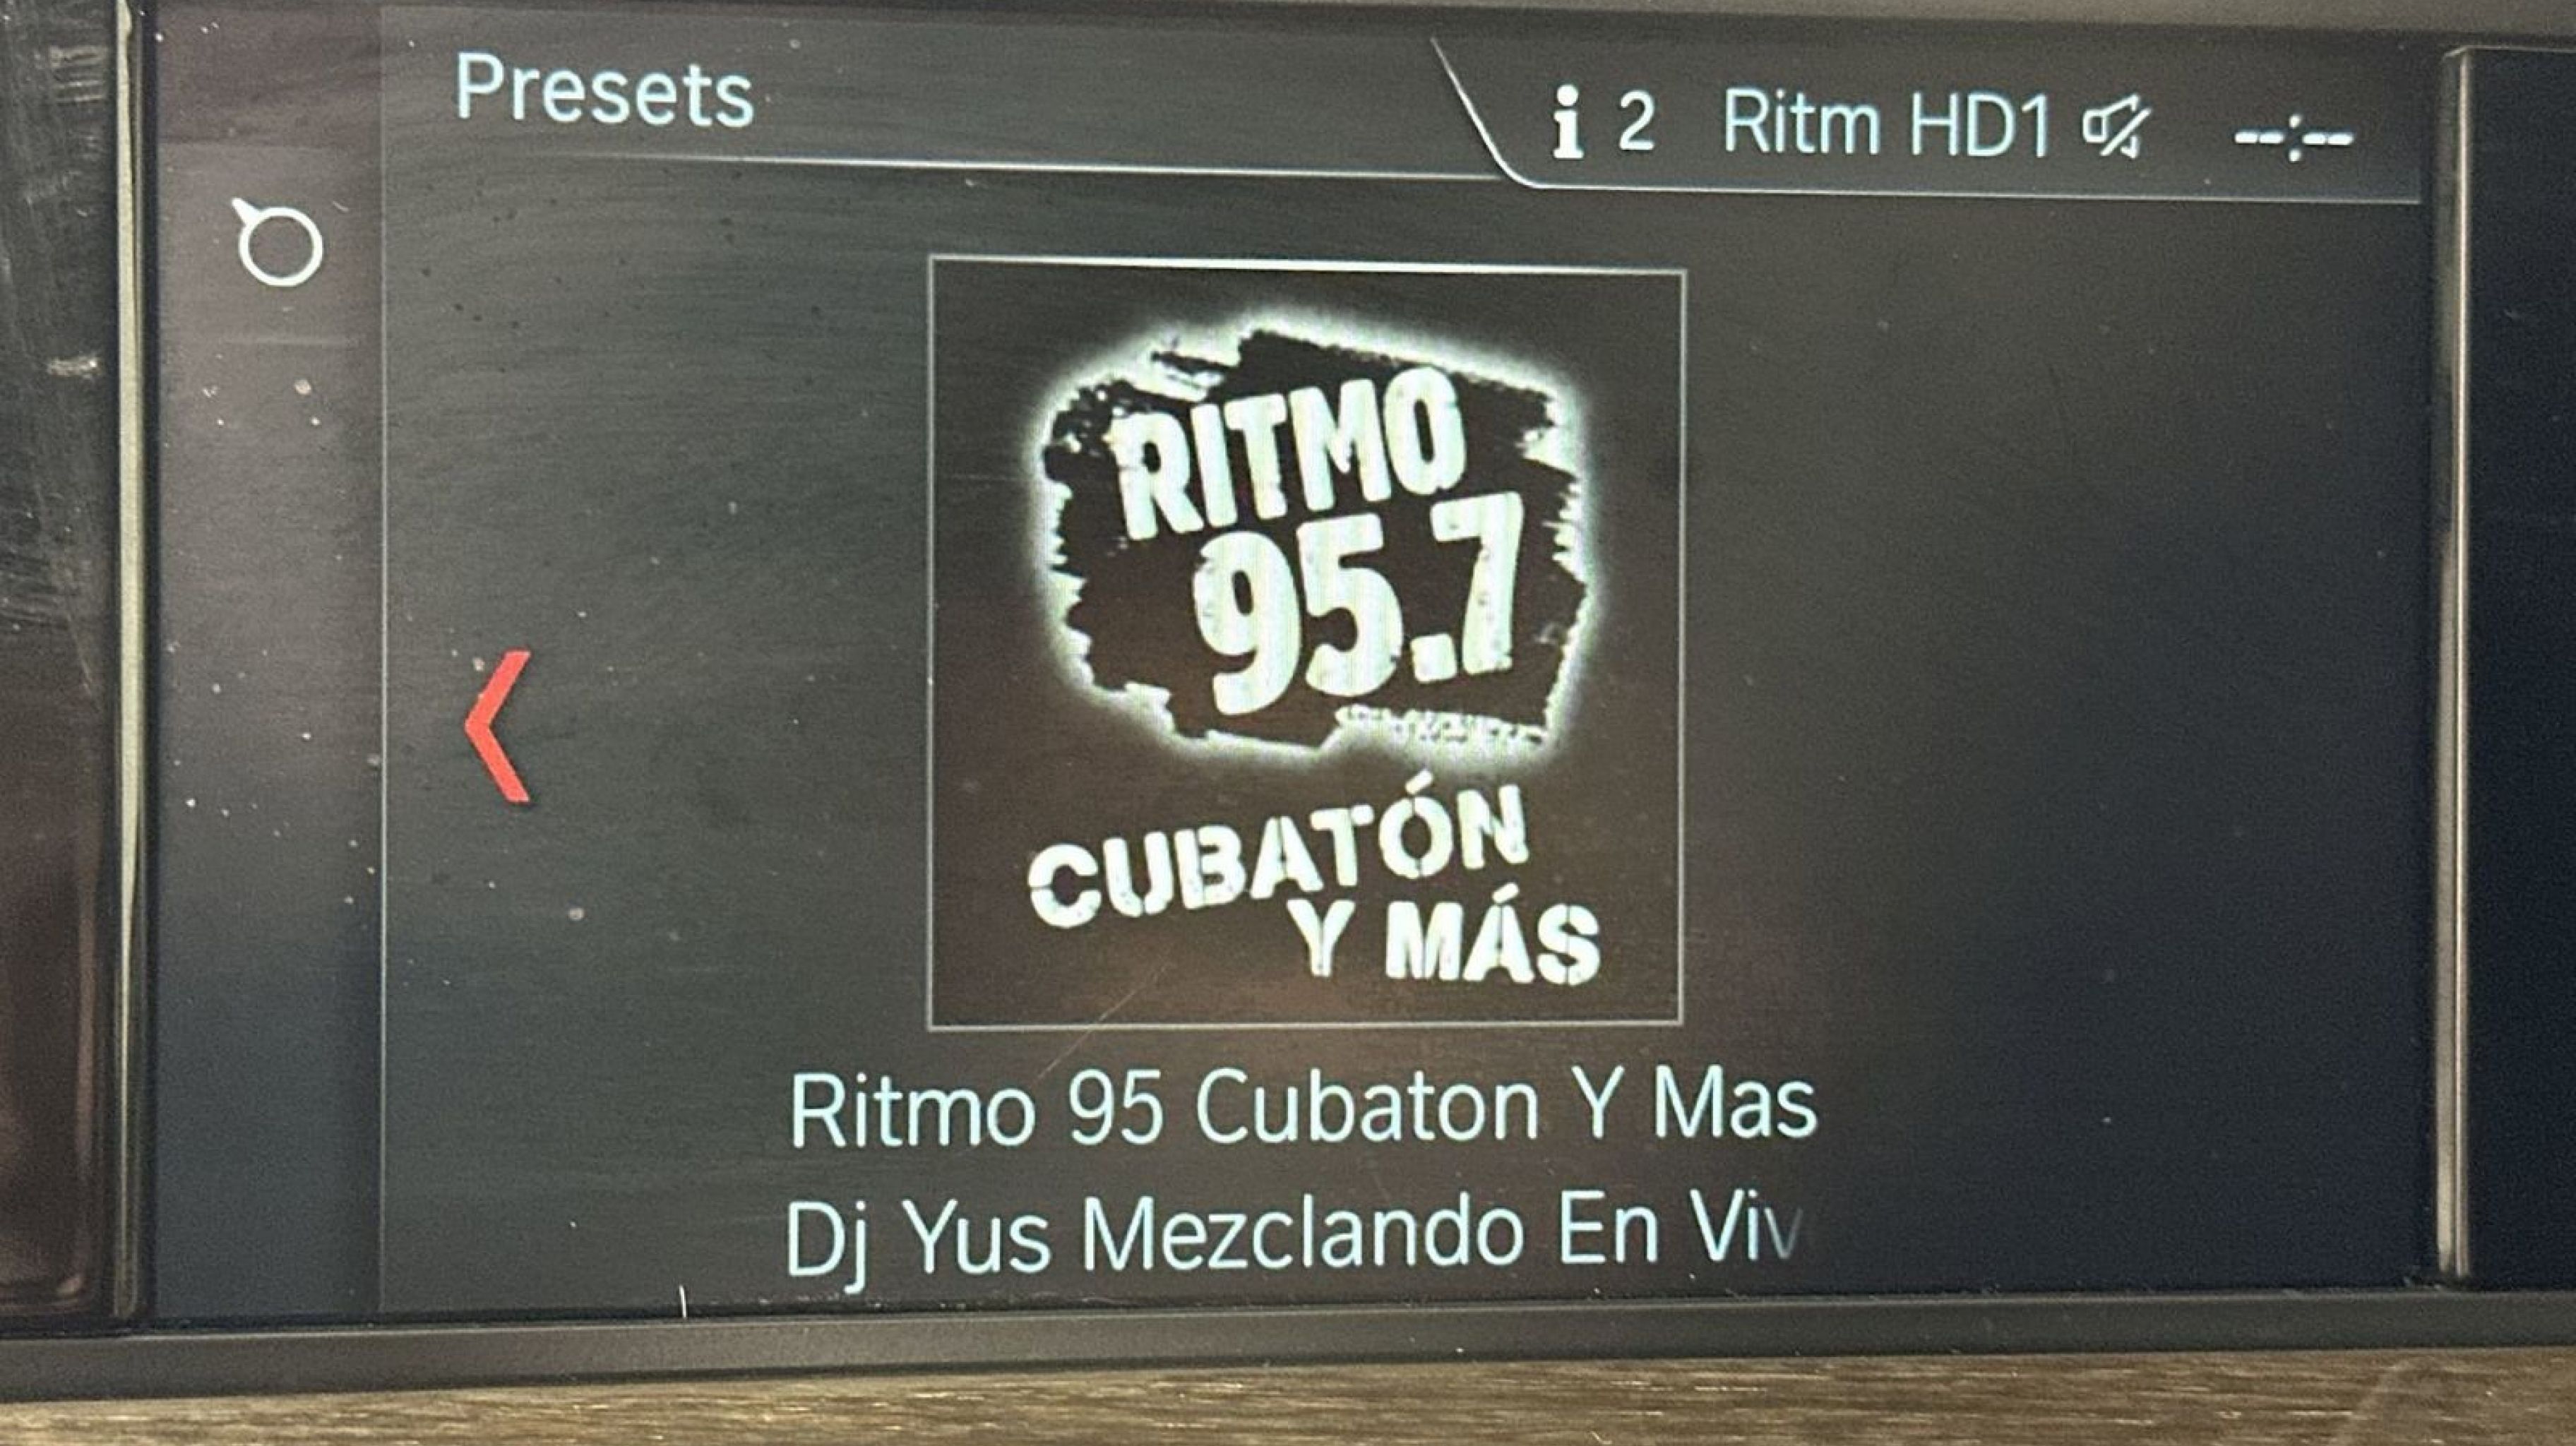 Presets
i 2 Ritm HD1 --:--
RITMO
95.7
CUBATÓN
Y MÁS
Ritmo 95 Cubaton Y Mas
Dj Yus Mezclando En Viv